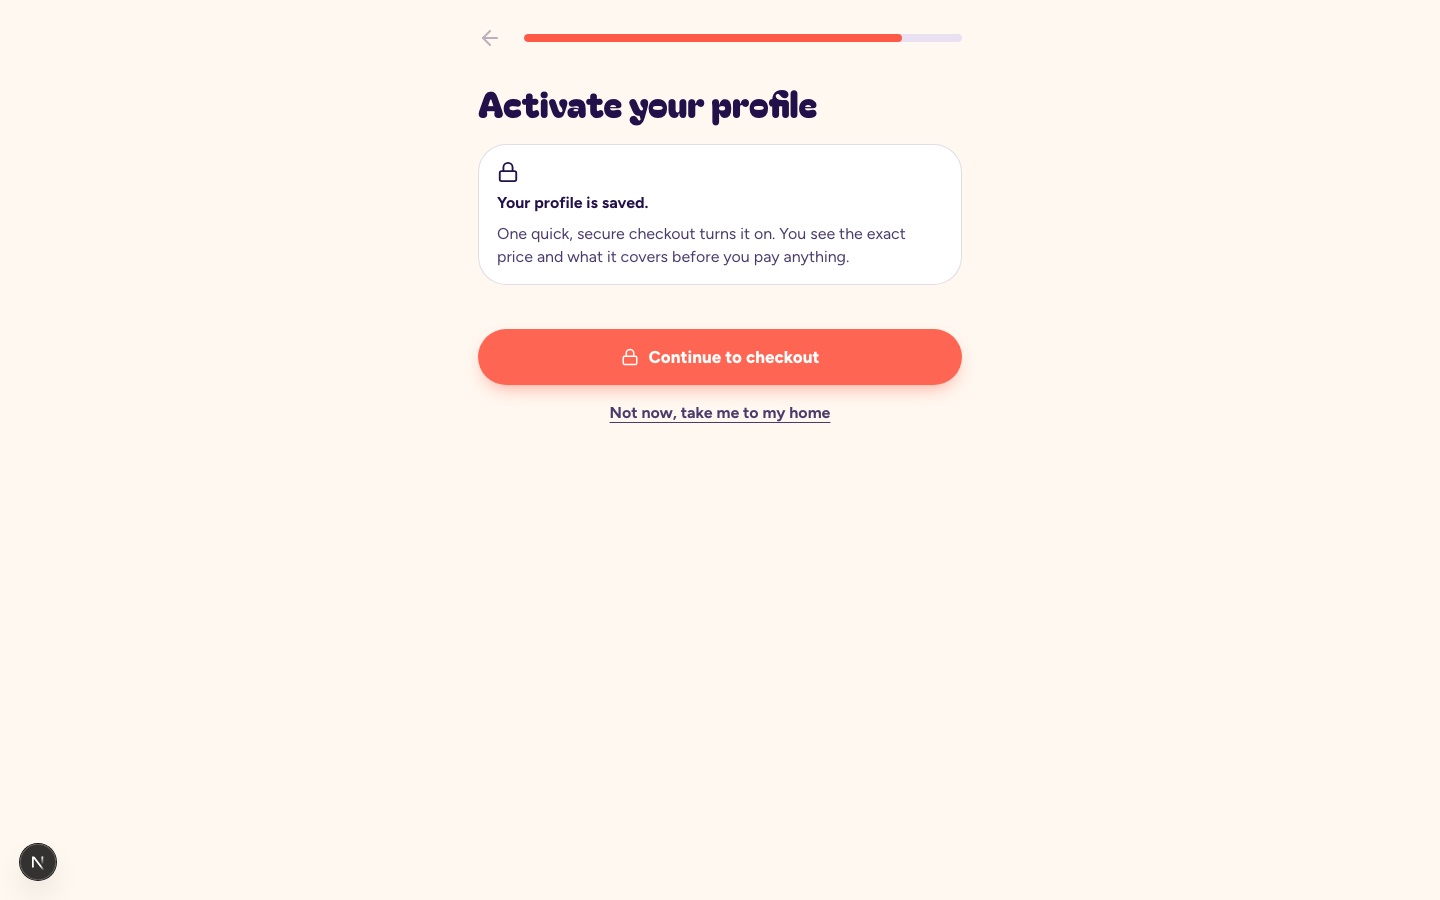 Activate your profile
Your profile is saved.
One quick, secure checkout turns it on. You see the exact
price and what it covers before you pay anything.
Continue to checkout
Not now, take me to my home
N